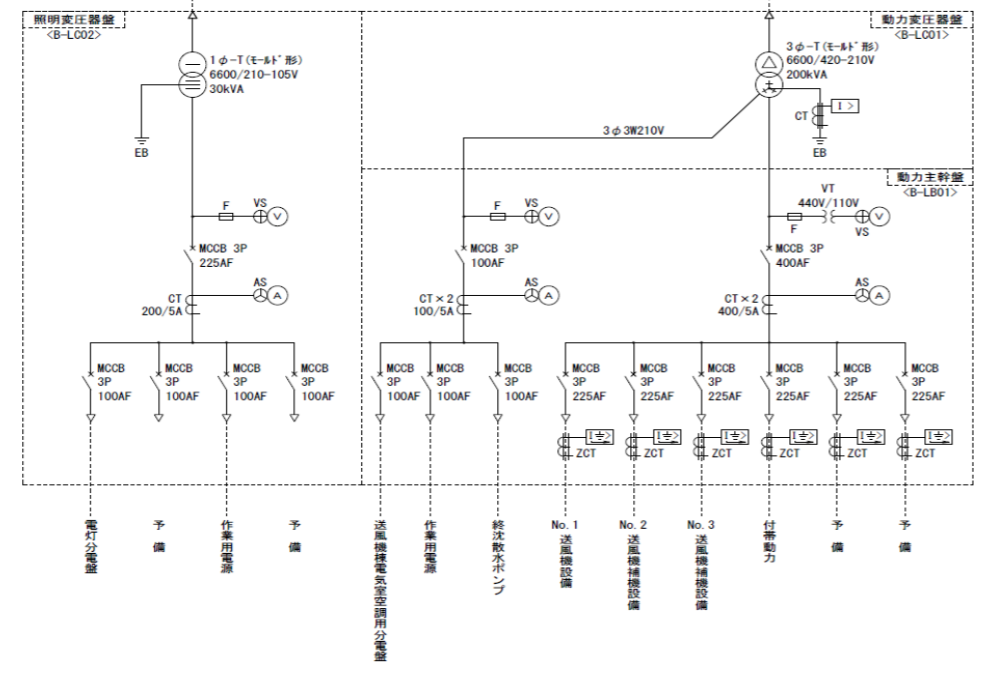 照明変圧器盤
<B-LC02>
1φ-T(ﾓｰﾙﾄﾞ形)
6600/210-105V
30kVA
EB
F
VS
V
MCCB 3P
225AF
CT
200/5A
AS
A
MCCB
3P
100AF
MCCB
3P
100AF
MCCB
3P
100AF
MCCB
3P
100AF
電灯分電盤
予備
作業用電源
予備
動力変圧器盤
<B-LC01>
3φ-T(ﾓｰﾙﾄﾞ形)
6600/420-210V
200kVA
CT
I >
EB
3φ3W210V
動力主幹盤
<B-LB01>
F
VS
V
MCCB 3P
100AF
CT×2
100/5A
AS
A
VT
440V/110V
F
VS
V
MCCB 3P
400AF
CT×2
400/5A
AS
A
MCCB
3P
100AF
MCCB
3P
100AF
MCCB
3P
100AF
MCCB
3P
225AF
MCCB
3P
225AF
MCCB
3P
225AF
MCCB
3P
225AF
MCCB
3P
225AF
MCCB
3P
225AF
I⏚>
ZCT
I⏚>
ZCT
I⏚>
ZCT
I⏚>
ZCT
I⏚>
ZCT
I⏚>
ZCT
送風機棟電気室空調用分電盤
作業用電源
終沈散水ポンプ
No.1
送風機設備
No.2
送風機補機設備
No.3
送風機補機設備
付帯動力
予備
予備